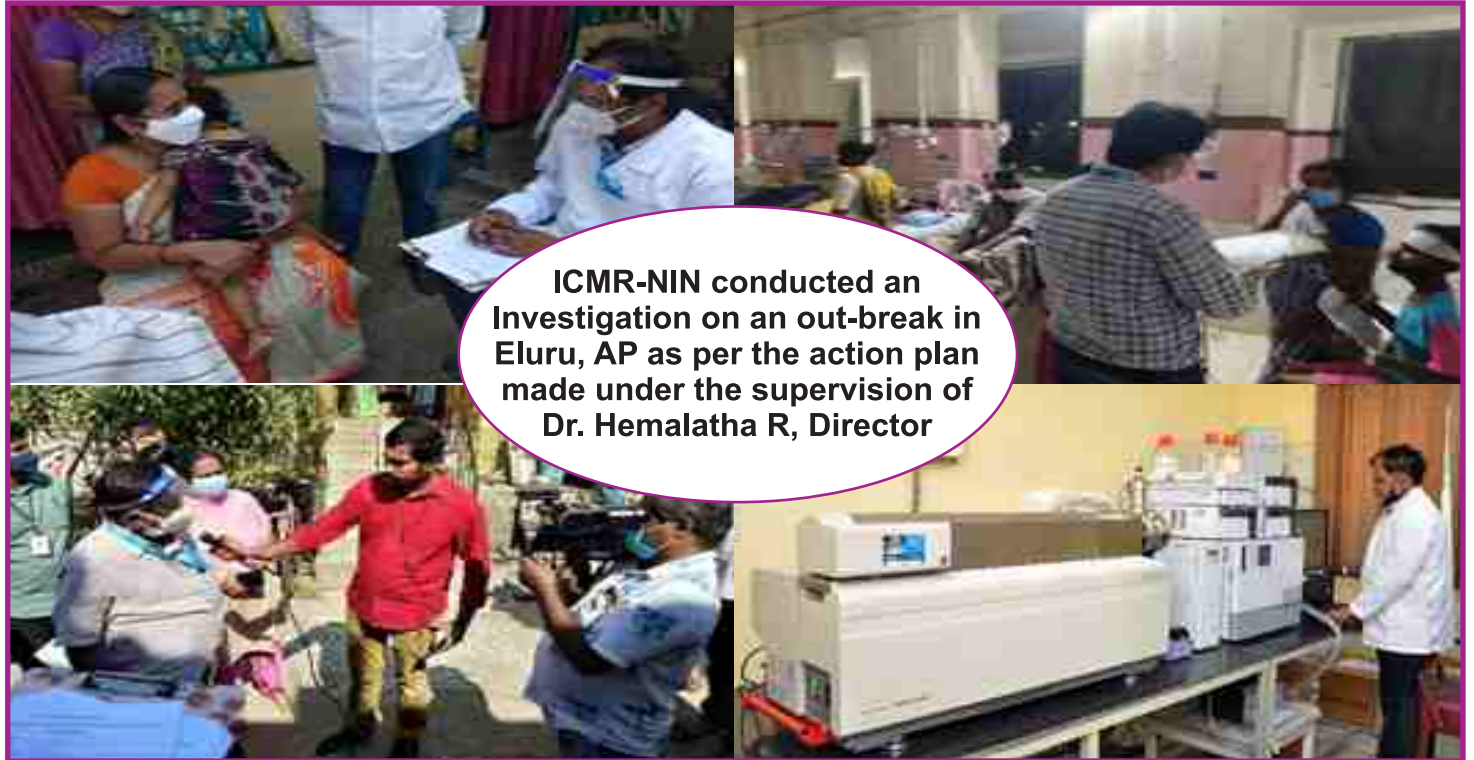 ICMR-NIN conducted an
Investigation on an out-break in
Eluru, AP as per the action plan
made under the supervision of
Dr. Hemalatha R, Director